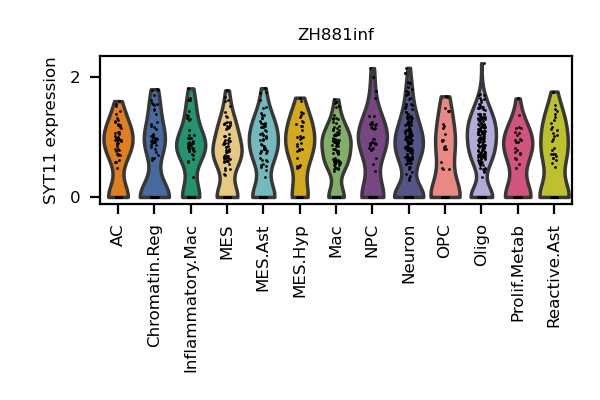 ZH881inf
SYT11 expression
2
0
AC
Chromatin.Reg
Inflammatory.Mac
MES
MES.Ast
MES.Hyp
Mac
NPC
Neuron
OPC
Oligo
Prolif.Metab
Reactive.Ast